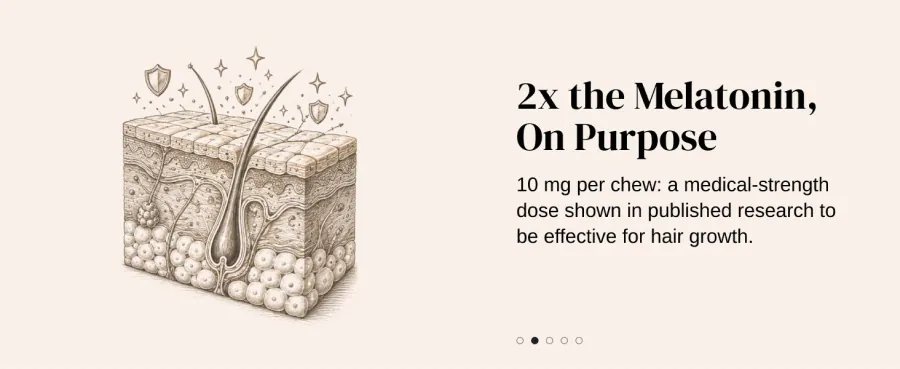 2x the Melatonin,
On Purpose
10 mg per chew: a medical-strength
dose shown in published research to
be effective for hair growth.